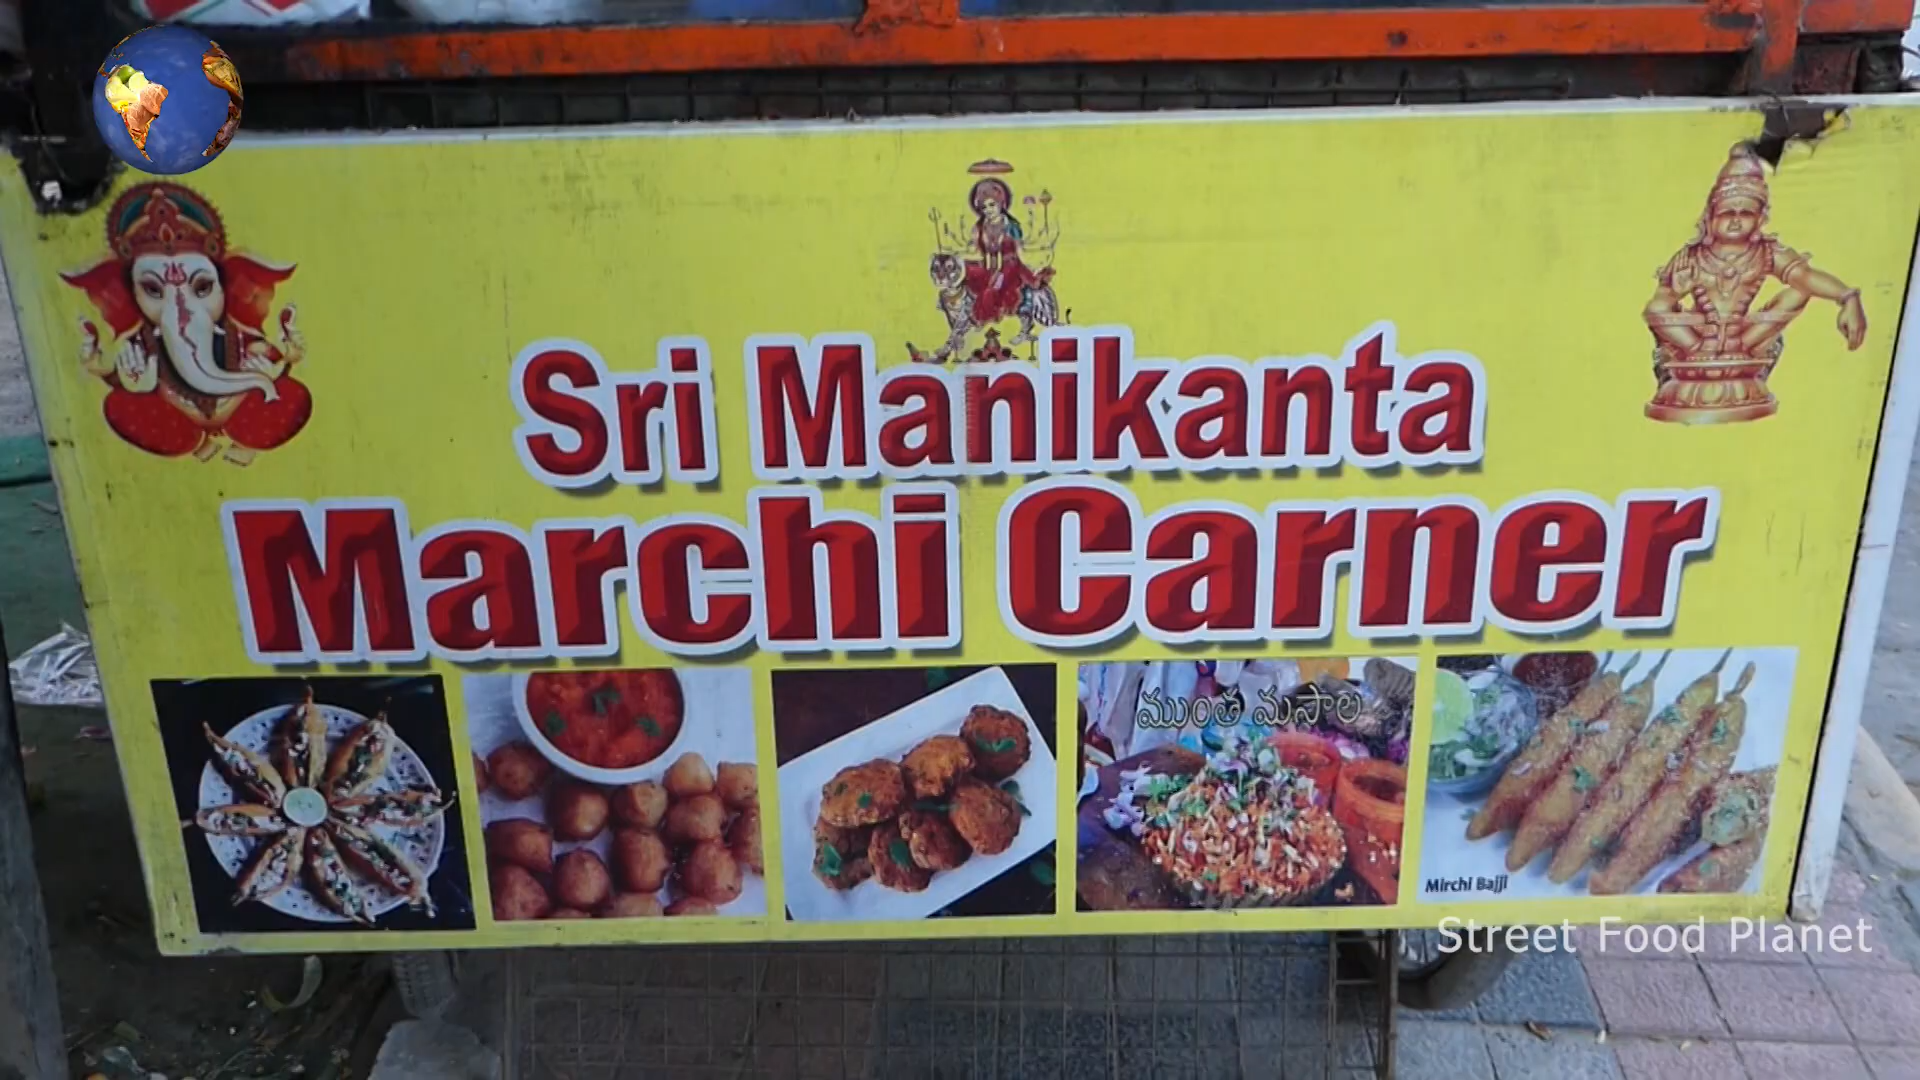 Sri Manikanta
Marchi Carner
ముంత మసాల
Mirchi Bajji
Street Food Planet